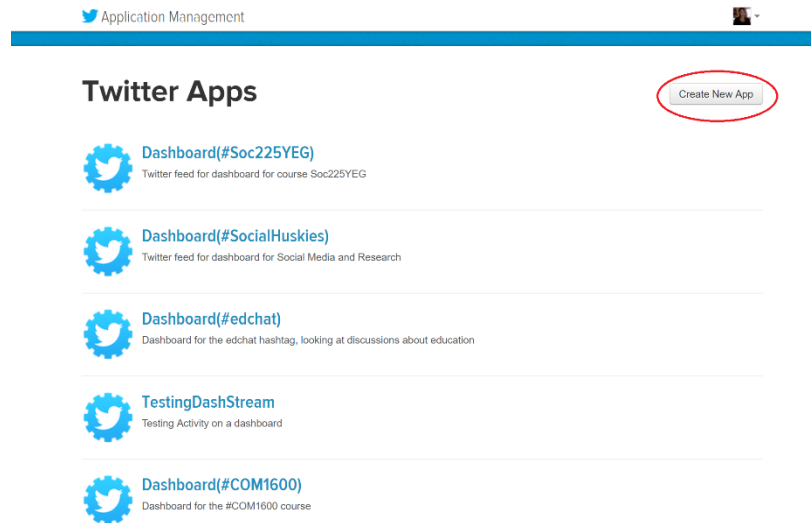 Application Management
Twitter Apps
Create New App
Dashboard(#Soc225YEG)
Twitter feed for dashboard for course Soc225YEG
Dashboard(#SocialHuskies)
Twitter feed for dashboard for Social Media and Research
Dashboard(#edchat)
Dashboard for the edchat hashtag, looking at discussions about education
TestingDashStream
Testing Activity on a dashboard
Dashboard(#COM1600)
Dashboard for the #COM1600 course